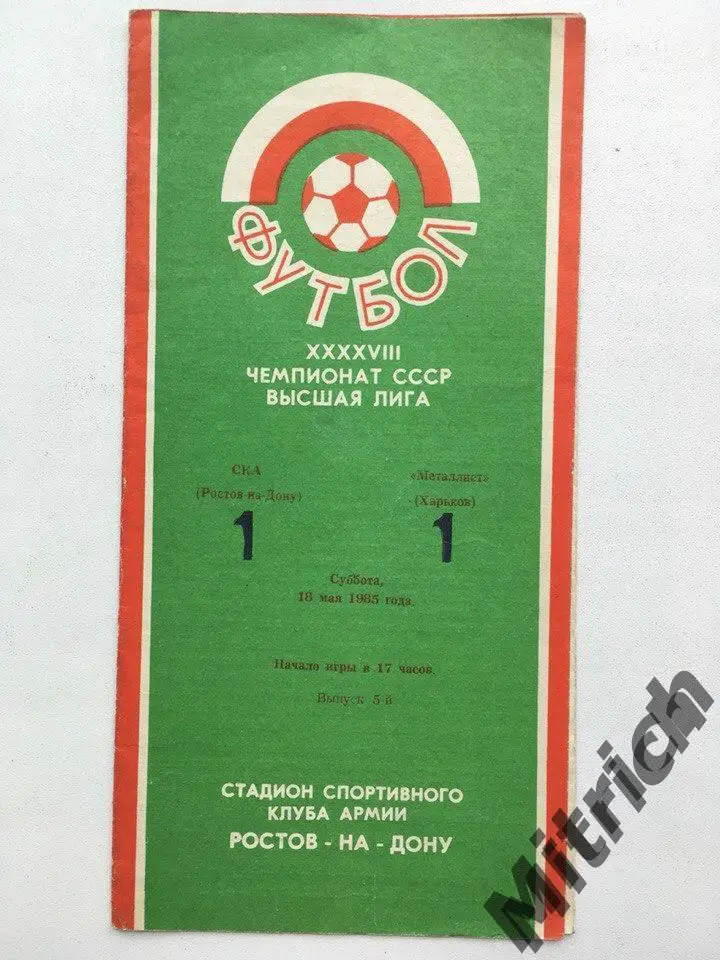 ФУТБОЛ
XXXXVIII
ЧЕМПИОНАТ СССР
ВЫСШАЯ ЛИГА
СКА
(Ростов-на-Дону)
1
«Металлист»
(Харьков)
1
Суббота,
18 мая 1985 года.
Начало игры в 17 часов.
Выпуск 5-й
СТАДИОН СПОРТИВНОГО
КЛУБА АРМИИ
РОСТОВ - НА - ДОНУ
Mitrich